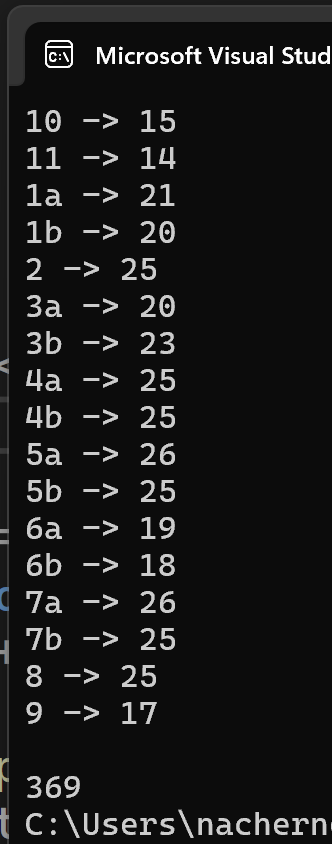 Microsoft Visual Stud
10 -> 15
11 -> 14
1a -> 21
1b -> 20
2 -> 25
3a -> 20
3b -> 23
4a -> 25
4b -> 25
5a -> 26
5b -> 25
6a -> 19
6b -> 18
7a -> 26
7b -> 25
8 -> 25
9 -> 17
369
C:\Users\nachern